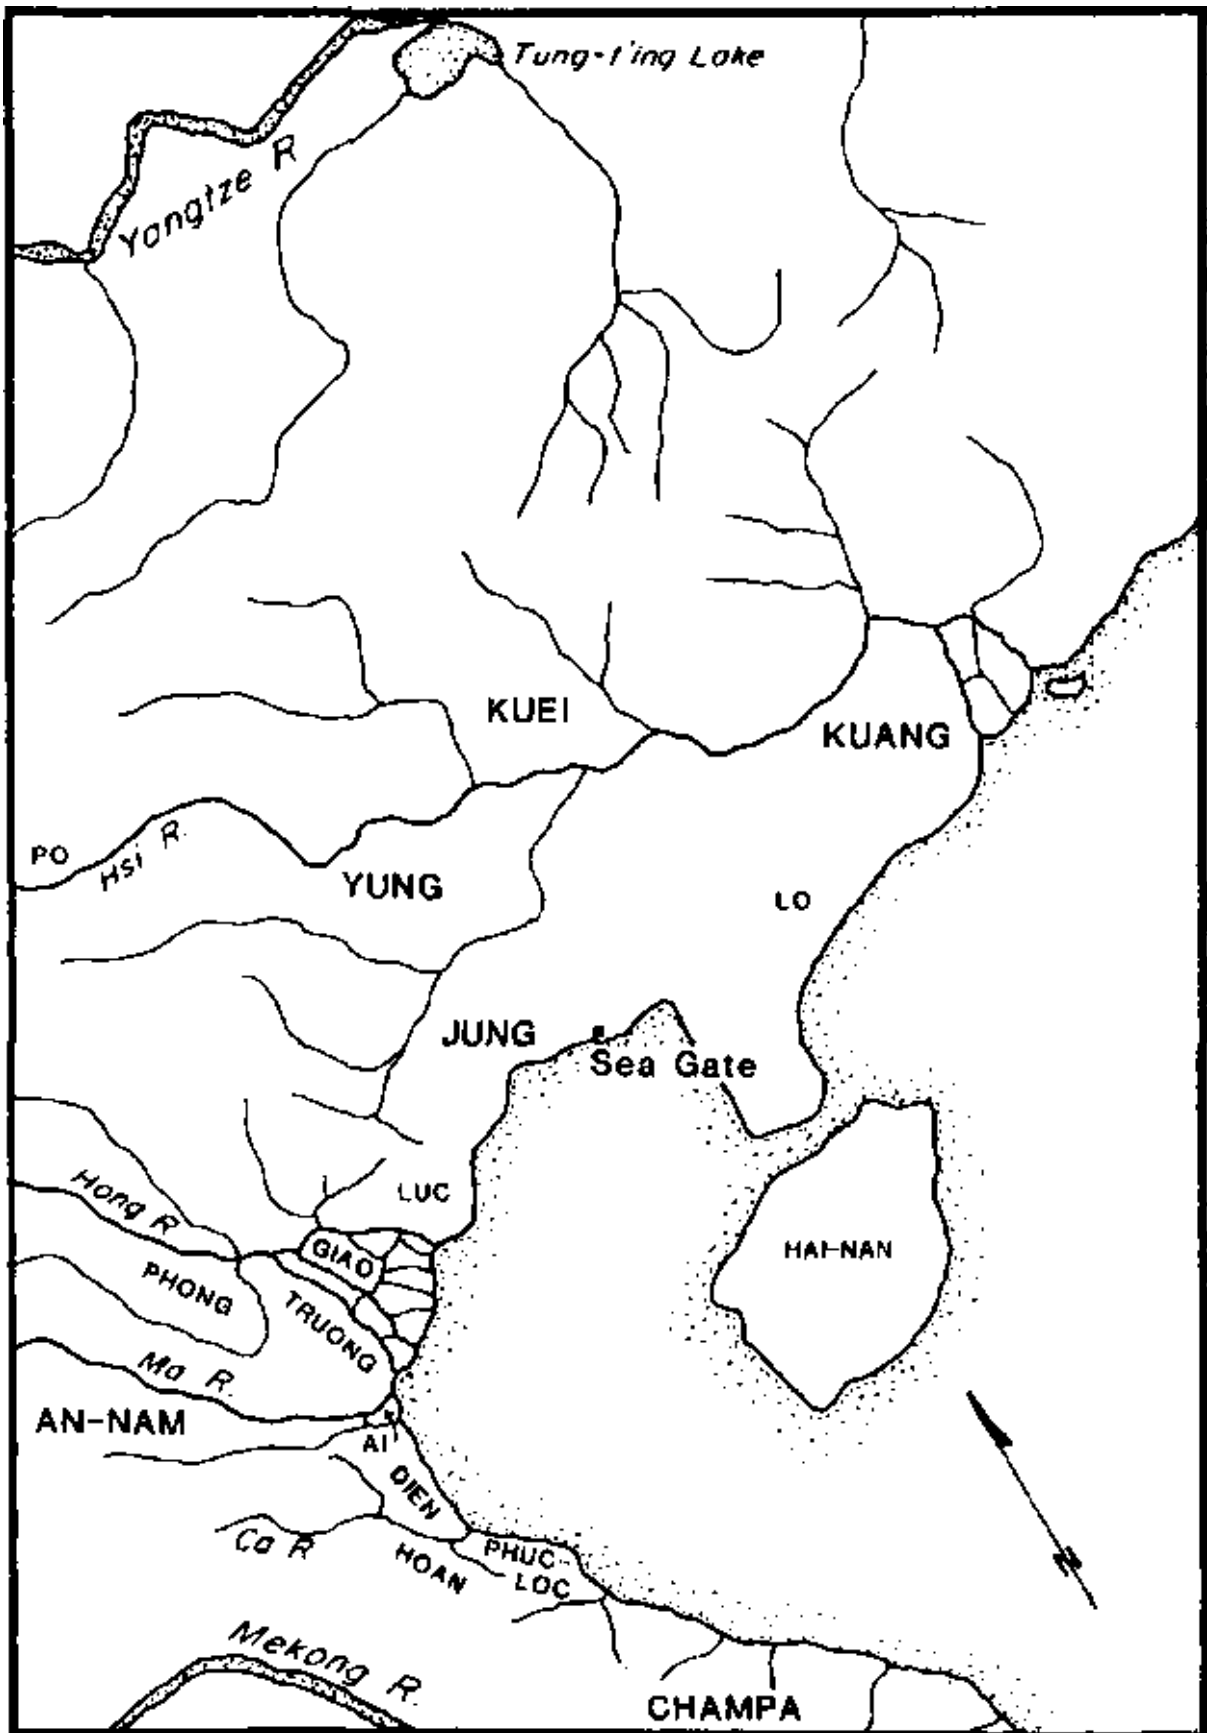 Tung-t'ing Lake
Yangtze R
KUEI
KUANG
PO
Hsi R.
YUNG
LO
JUNG
Sea Gate
Hong R
LUC
GIAO
HAI-NAN
PHONG
TRUONG
Ma R.
AN-NAM
AI
DIEN
Ca R
HOAN
PHUC-
LOC
N
Mekong R.
CHAMPA